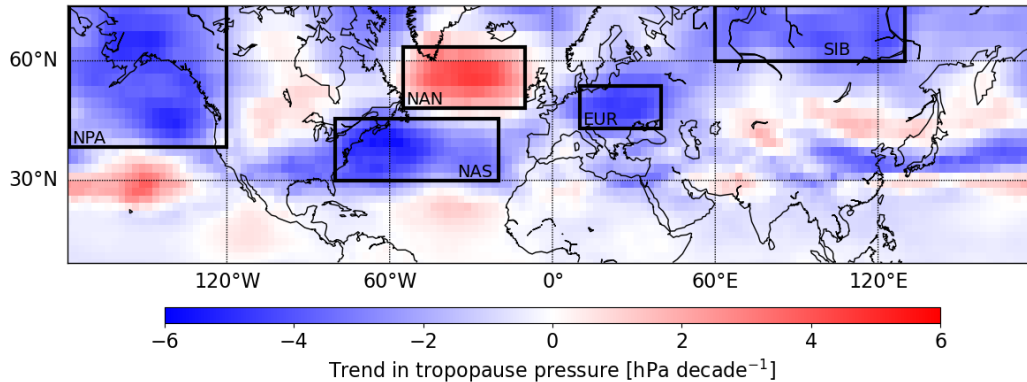 SIB
60°N
NAN
EUR
NPA
NAS
30°N
120°W 60°W 0° 60°E 120°E
−6 −4 −2 0 2 4 6
Trend in tropopause pressure [hPa decade⁻¹]